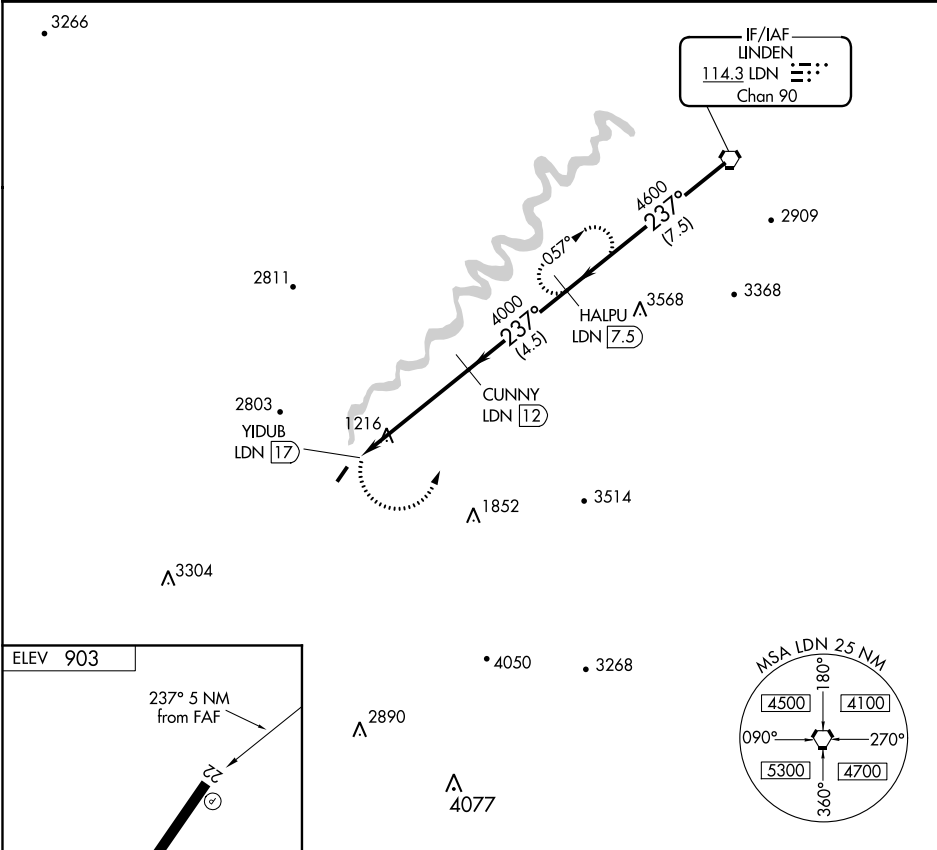 3266
IF/IAF
LINDEN
114.3 LDN
Chan 90
4600
237°
(7.5)
2909
057°
2811
4000
237°
(4.5)
HALPU
LDN 7.5
3568
3368
CUNNY
LDN 12
2803
YIDUB
LDN 17
1216
1852
3514
3304
ELEV 903
237° 5 NM
from FAF
22
4050
3268
2890
4077
MSA LDN 25 NM
180°
4500
4100
090°
270°
5300
4700
360°